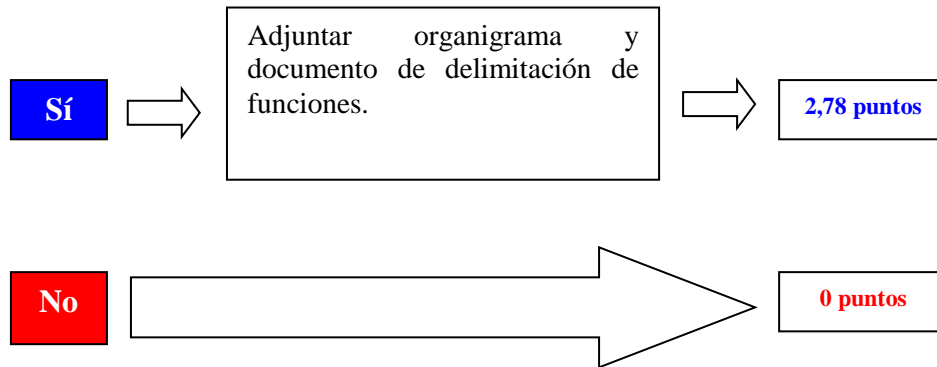 Sí
Adjuntar organigrama y
documento de delimitación de
funciones.
2,78 puntos
No
0 puntos